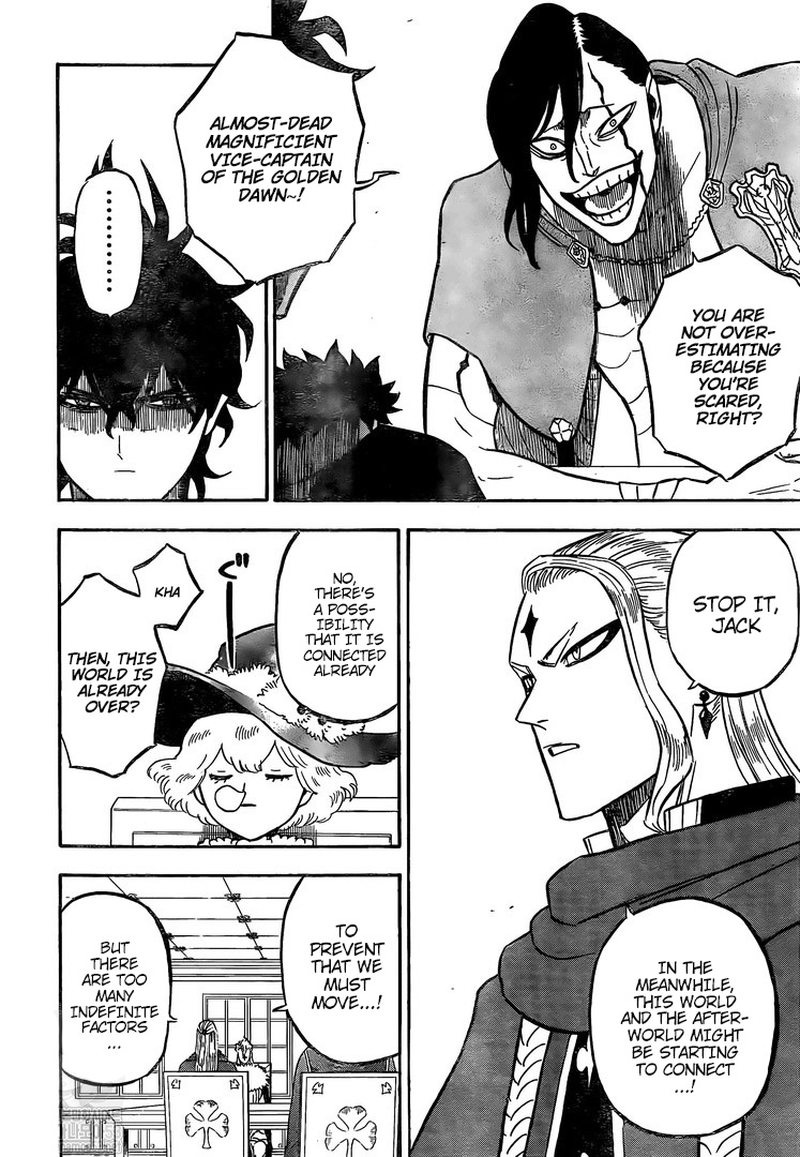 YOU ARE
NOT OVER-
ESTIMATING
BECAUSE
YOU'RE
SCARED,
RIGHT?
ALMOST-DEAD
MAGNIFICIENT
VICE-CAPTAIN
OF THE GOLDEN
DAWN~!
.........
STOP IT,
JACK
IN THE
MEANWHILE,
THIS WORLD
AND THE AFTER-
WORLD MIGHT
BE STARTING
TO CONNECT
...!
NO,
THERE'S
A POSS-
IBILITY
THAT IT IS
CONNECTED
ALREADY
KHA
THEN, THIS
WORLD IS
ALREADY
OVER?
TO
PREVENT
THAT WE
MUST
MOVE...!
BUT
THERE
ARE TOO
MANY
INDEFINITE
FACTORS
...